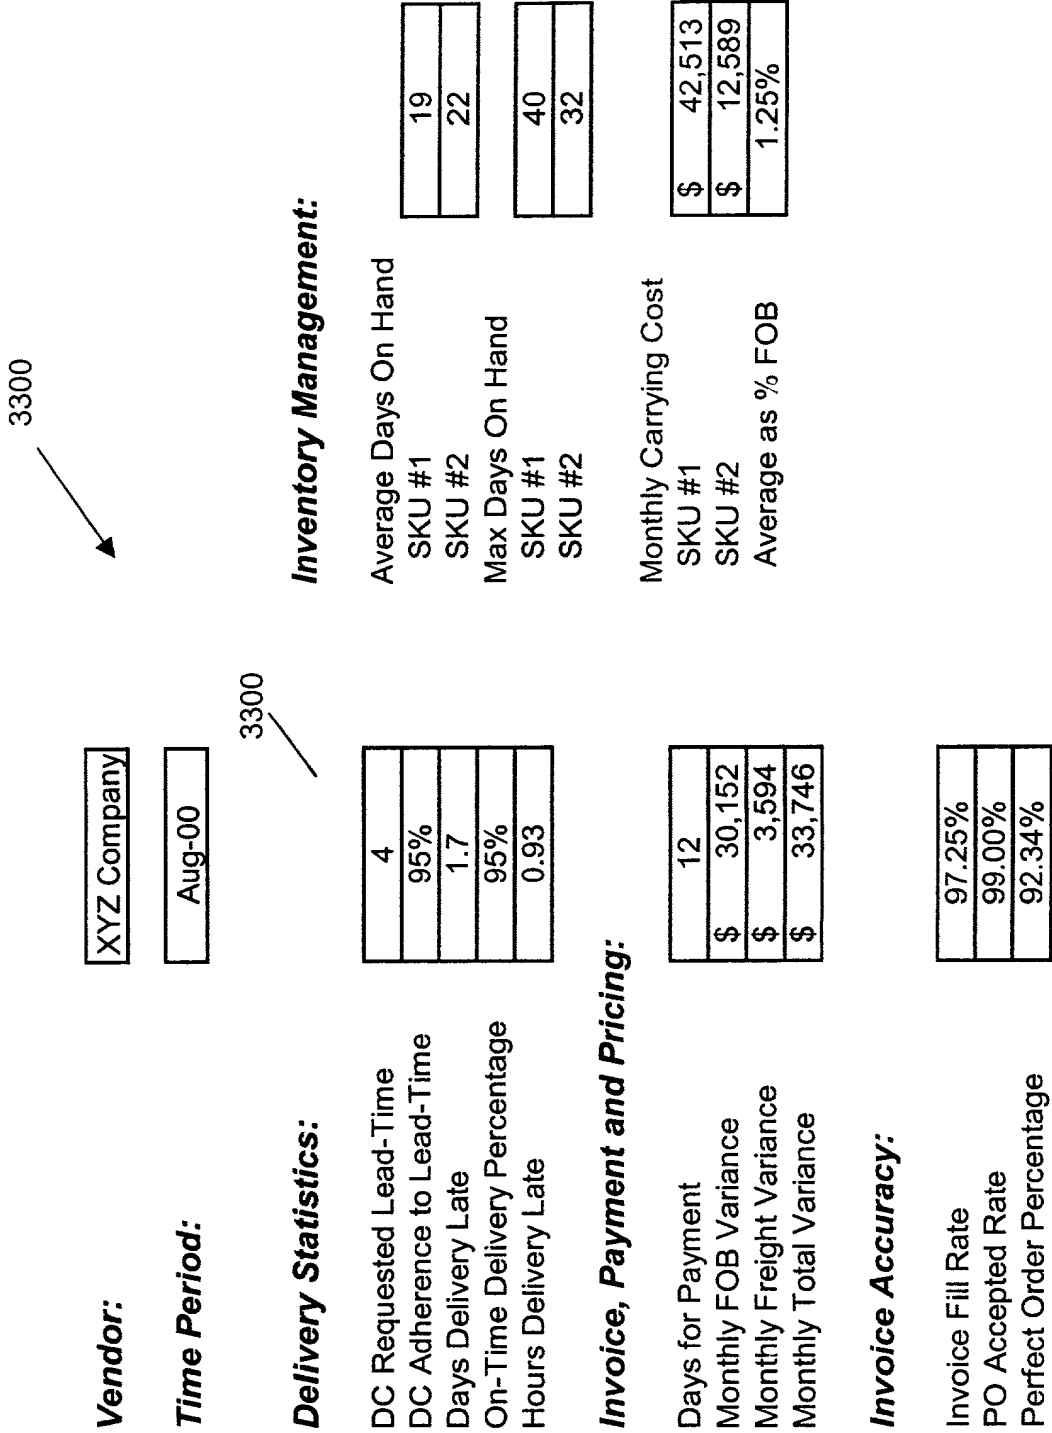 3300
Vendor: XYZ Company
Time Period: Aug-00
3300
Delivery Statistics:
DC Requested Lead-Time 4
DC Adherence to Lead-Time 95%
Days Delivery Late 1.7
On-Time Delivery Percentage 95%
Hours Delivery Late 0.93
Invoice, Payment and Pricing:
Days for Payment 12
Monthly FOB Variance $ 30,152
Monthly Freight Variance $ 3,594
Monthly Total Variance $ 33,746
Invoice Accuracy:
Invoice Fill Rate 97.25%
PO Accepted Rate 99.00%
Perfect Order Percentage 92.34%
Inventory Management:
Average Days On Hand
SKU #1 19
SKU #2 22
Max Days On Hand
SKU #1 40
SKU #2 32
Monthly Carrying Cost
SKU #1 $ 42,513
SKU #2 $ 12,589
Average as % FOB 1.25%